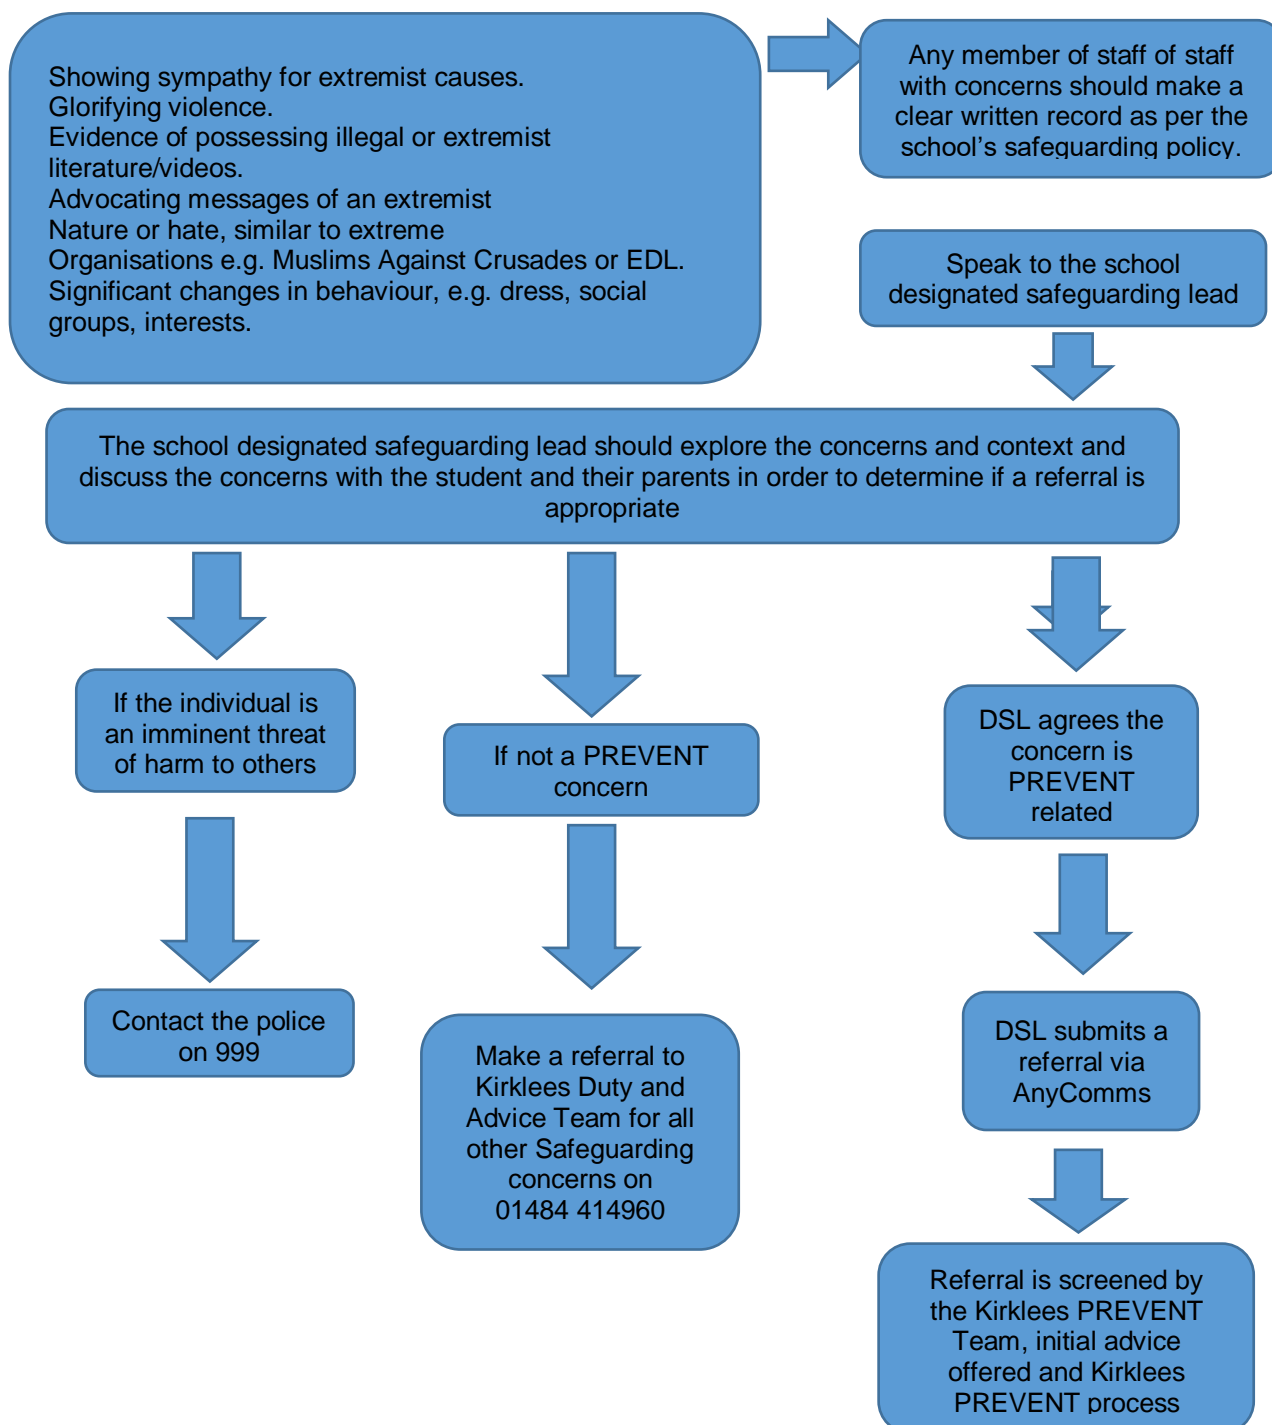 Showing sympathy for extremist causes.
Glorifying violence.
Evidence of possessing illegal or extremist
literature/videos.
Advocating messages of an extremist
Nature or hate, similar to extreme
Organisations e.g. Muslims Against Crusades or EDL.
Significant changes in behaviour, e.g. dress, social
groups, interests.
Any member of staff of staff
with concerns should make a
clear written record as per the
school’s safeguarding policy.
Speak to the school
designated safeguarding lead
The school designated safeguarding lead should explore the concerns and context and
discuss the concerns with the student and their parents in order to determine if a referral is
appropriate
If the individual is
an imminent threat
of harm to others
If not a PREVENT
concern
DSL agrees the
concern is
PREVENT
related
Contact the police
on 999
Make a referral to
Kirklees Duty and
Advice Team for all
other Safeguarding
concerns on
01484 414960
DSL submits a
referral via
AnyComms
Referral is screened by
the Kirklees PREVENT
Team, initial advice
offered and Kirklees
PREVENT process